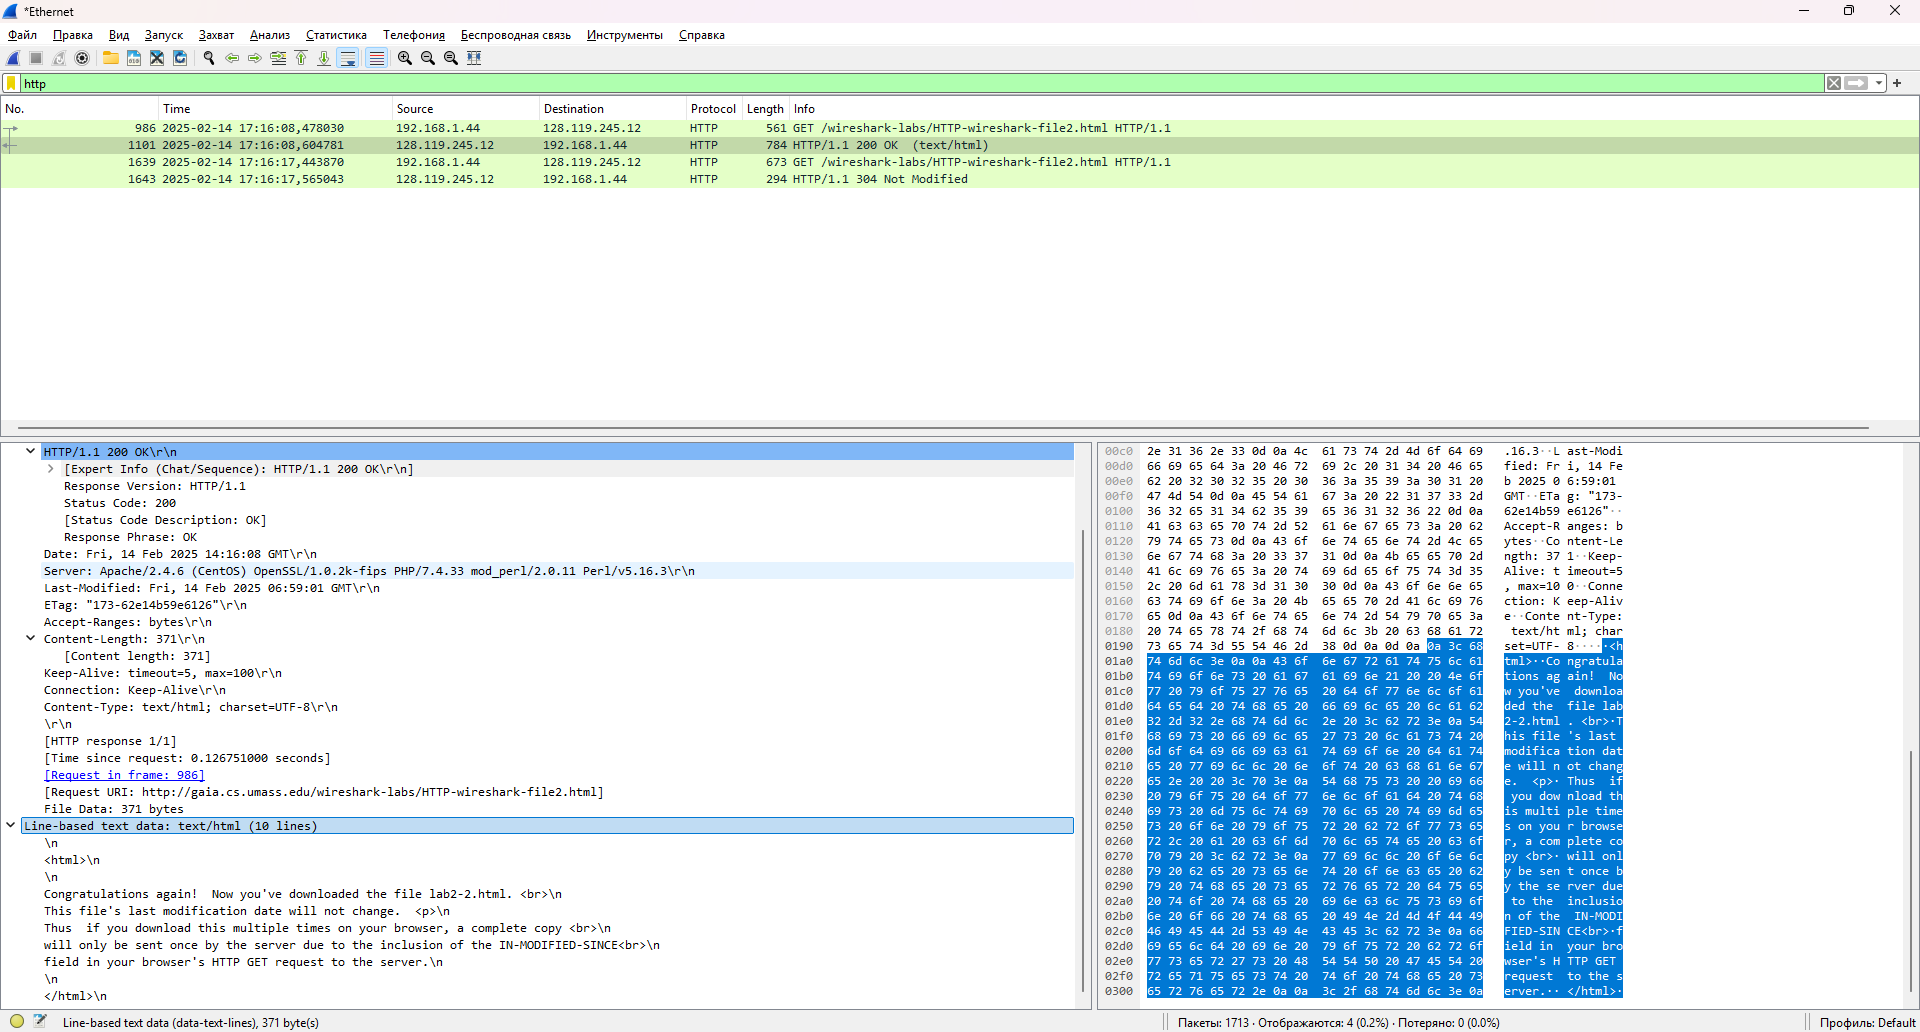 *Ethernet
Файл Правка Вид Запуск Захват Анализ Статистика Телефония Беспроводная связь Инструменты Справка
http
No. Time Source Destination Protocol Length Info
986 2025-02-14 17:16:08,478030 192.168.1.44 128.119.245.12 HTTP 561 GET /wireshark-labs/HTTP-wireshark-file2.html HTTP/1.1
1101 2025-02-14 17:16:08,604781 128.119.245.12 192.168.1.44 HTTP 784 HTTP/1.1 200 OK  (text/html)
1639 2025-02-14 17:16:17,443870 192.168.1.44 128.119.245.12 HTTP 673 GET /wireshark-labs/HTTP-wireshark-file2.html HTTP/1.1
1643 2025-02-14 17:16:17,565043 128.119.245.12 192.168.1.44 HTTP 294 HTTP/1.1 304 Not Modified
HTTP/1.1 200 OK\r\n
[Expert Info (Chat/Sequence): HTTP/1.1 200 OK\r\n]
Response Version: HTTP/1.1
Status Code: 200
[Status Code Description: OK]
Response Phrase: OK
Date: Fri, 14 Feb 2025 14:16:08 GMT\r\n
Server: Apache/2.4.6 (CentOS) OpenSSL/1.0.2k-fips PHP/7.4.33 mod_perl/2.0.11 Perl/v5.16.3\r\n
Last-Modified: Fri, 14 Feb 2025 06:59:01 GMT\r\n
ETag: "173-62e14b59e6126"\r\n
Accept-Ranges: bytes\r\n
Content-Length: 371\r\n
[Content length: 371]
Keep-Alive: timeout=5, max=100\r\n
Connection: Keep-Alive\r\n
Content-Type: text/html; charset=UTF-8\r\n
\r\n
[HTTP response 1/1]
[Time since request: 0.126751000 seconds]
[Request in frame: 986]
[Request URI: http://gaia.cs.umass.edu/wireshark-labs/HTTP-wireshark-file2.html]
File Data: 371 bytes
Line-based text data: text/html (10 lines)
\n
<html>\n
\n
Congratulations again!  Now you've downloaded the file lab2-2.html. <br>\n
This file's last modification date will not change.  <p>\n
Thus  if you download this multiple times on your browser, a complete copy <br>\n
will only be sent once by the server due to the inclusion of the IN-MODIFIED-SINCE<br>\n
field in your browser's HTTP GET request to the server.\n
\n
</html>\n
00c0 2e 31 36 2e 33 0d 0a 4c 61 73 74 2d 4d 6f 64 69 .16.3··L ast-Modi
00d0 66 69 65 64 3a 20 46 72 69 2c 20 31 34 20 46 65 fied: Fr i, 14 Fe
00e0 62 20 32 30 32 35 20 30 36 3a 35 39 3a 30 31 20 b 2025 0 6:59:01
00f0 47 4d 54 0d 0a 45 54 61 67 3a 20 22 31 37 33 2d GMT··ETa g: "173-
0100 36 32 65 31 34 62 35 39 65 36 31 32 36 22 0d 0a 62e14b59 e6126"··
0110 41 63 63 65 70 74 2d 52 61 6e 67 65 73 3a 20 62 Accept-R anges: b
0120 79 74 65 73 0d 0a 43 6f 6e 74 65 6e 74 2d 4c 65 ytes··Co ntent-Le
0130 6e 67 74 68 3a 20 33 37 31 0d 0a 4b 65 65 70 2d ngth: 37 1··Keep-
0140 41 6c 69 76 65 3a 20 74 69 6d 65 6f 75 74 3d 35 Alive: t imeout=5
0150 2c 20 6d 61 78 3d 31 30 30 0d 0a 43 6f 6e 6e 65 , max=10 0··Conne
0160 63 74 69 6f 6e 3a 20 4b 65 65 70 2d 41 6c 69 76 ction: K eep-Aliv
0170 65 0d 0a 43 6f 6e 74 65 6e 74 2d 54 79 70 65 3a e··Conte nt-Type:
0180 20 74 65 78 74 2f 68 74 6d 6c 3b 20 63 68 61 72 text/ht ml; char
0190 73 65 74 3d 55 54 46 2d 38 0d 0a 0d 0a 0a 3c 68 set=UTF- 8·····<h
01a0 74 6d 6c 3e 0a 0a 43 6f 6e 67 72 61 74 75 6c 61 tml>··Co ngratula
01b0 74 69 6f 6e 73 20 61 67 61 69 6e 21 20 20 4e 6f tions ag ain!  No
01c0 77 20 79 6f 75 27 76 65 20 64 6f 77 6e 6c 6f 61 w you've  downloa
01d0 64 65 64 20 74 68 65 20 66 69 6c 65 20 6c 61 62 ded the  file lab
01e0 32 2d 32 2e 68 74 6d 6c 2e 20 3c 62 72 3e 0a 54 2-2.html . <br>·T
01f0 68 69 73 20 66 69 6c 65 27 73 20 6c 61 73 74 20 his file 's last
0200 6d 6f 64 69 66 69 63 61 74 69 6f 6e 20 64 61 74 modifica tion dat
0210 65 20 77 69 6c 6c 20 6e 6f 74 20 63 68 61 6e 67 e will n ot chang
0220 65 2e 20 20 3c 70 3e 0a 54 68 75 73 20 20 69 66 e.  <p>· Thus  if
0230 20 79 6f 75 20 64 6f 77 6e 6c 6f 61 64 20 74 68 you dow nload th
0240 69 73 20 6d 75 6c 74 69 70 6c 65 20 74 69 6d 65 is multi ple time
0250 73 20 6f 6e 20 79 6f 75 72 20 62 72 6f 77 73 65 s on you r browse
0260 72 2c 20 61 20 63 6f 6d 70 6c 65 74 65 20 63 6f r, a com plete co
0270 70 79 20 3c 62 72 3e 0a 77 69 6c 6c 20 6f 6e 6c py <br>· will onl
0280 79 20 62 65 20 73 65 6e 74 20 6f 6e 63 65 20 62 y be sen t once b
0290 79 20 74 68 65 20 73 65 72 76 65 72 20 64 75 65 y the se rver due
02a0 20 74 6f 20 74 68 65 20 69 6e 63 6c 75 73 69 6f to the  inclusio
02b0 6e 20 6f 66 20 74 68 65 20 49 4e 2d 4d 4f 44 49 n of the  IN-MODI
02c0 46 49 45 44 2d 53 49 4e 43 45 3c 62 72 3e 0a 66 FIED-SIN CE<br>·f
02d0 69 65 6c 64 20 69 6e 20 79 6f 75 72 20 62 72 6f ield in  your bro
02e0 77 73 65 72 27 73 20 48 54 54 50 20 47 45 54 20 wser's H TTP GET
02f0 72 65 71 75 65 73 74 20 74 6f 20 74 68 65 20 73 request  to the s
0300 65 72 76 65 72 2e 0a 0a 3c 2f 68 74 6d 6c 3e 0a erver.·· </html>·
Line-based text data (data-text-lines), 371 byte(s)
Пакеты: 1713 · Отображаются: 4 (0.2%) · Потеряно: 0 (0.0%)
Профиль: Default